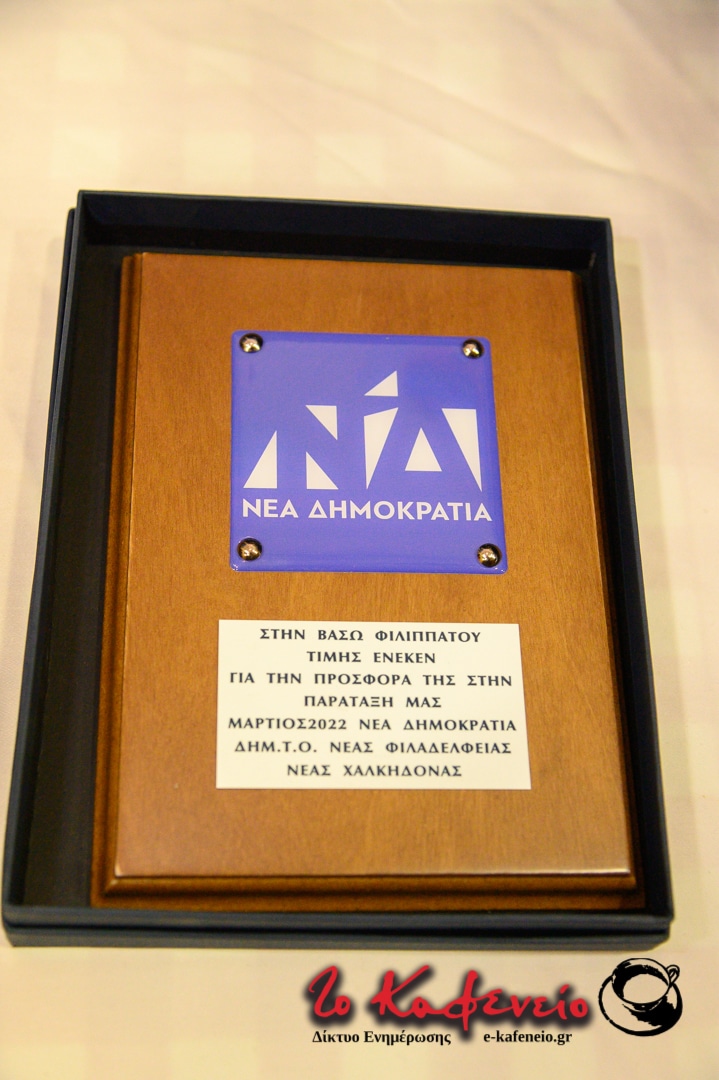 ΝΔ
ΝΕΑ ΔΗΜΟΚΡΑΤΙΑ
ΣΤΗΝ ΒΑΣΩ ΦΙΛΙΠΠΑΤΟΥ
ΤΙΜΗΣ ΕΝΕΚΕΝ
ΓΙΑ ΤΗΝ ΠΡΟΣΦΟΡΑ ΤΗΣ ΣΤΗΝ
ΠΑΡΑΤΑΞΗ ΜΑΣ
ΜΑΡΤΙΟΣ2022 ΝΕΑ ΔΗΜΟΚΡΑΤΙΑ
ΔΗΜ.Τ.Ο. ΝΕΑΣ ΦΙΛΑΔΕΛΦΕΙΑΣ
ΝΕΑΣ ΧΑΛΚΗΔΟΝΑΣ
Το Καφενείο
Δίκτυο Ενημέρωσης e-kafeneio.gr